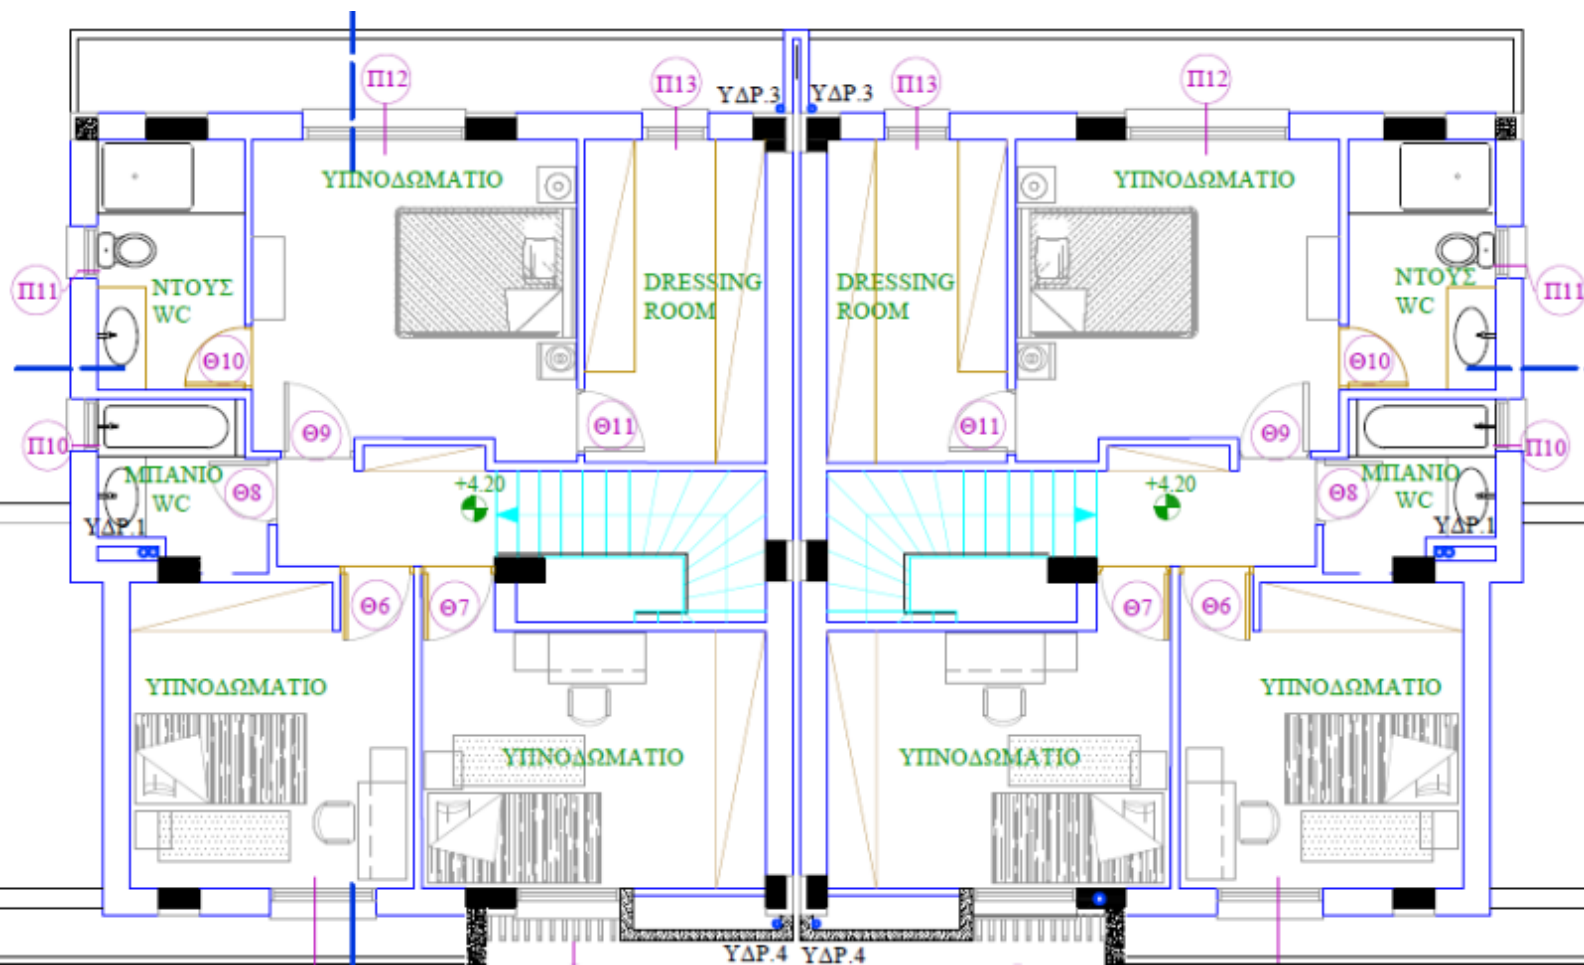 Π12
Π13
ΥΔΡ.3
ΥΔΡ.3
Π13
Π12
ΥΠΝΟΔΩΜΑΤΙΟ
ΥΠΝΟΔΩΜΑΤΙΟ
Π11
ΝΤΟΥΣ
WC
DRESSING
ROOM
DRESSING
ROOM
ΝΤΟΥΣ
WC
Π11
Θ10
Θ10
Π10
Θ9
Θ11
Θ11
Θ9
Π10
ΜΠΑΝΙΟ
WC
Θ8
+4.20
+4.20
Θ8
ΜΠΑΝΙΟ
WC
ΥΔΡ.1
ΥΔΡ.1
Θ6
Θ7
Θ7
Θ6
ΥΠΝΟΔΩΜΑΤΙΟ
ΥΠΝΟΔΩΜΑΤΙΟ
ΥΠΝΟΔΩΜΑΤΙΟ
ΥΠΝΟΔΩΜΑΤΙΟ
ΥΔΡ.4
ΥΔΡ.4